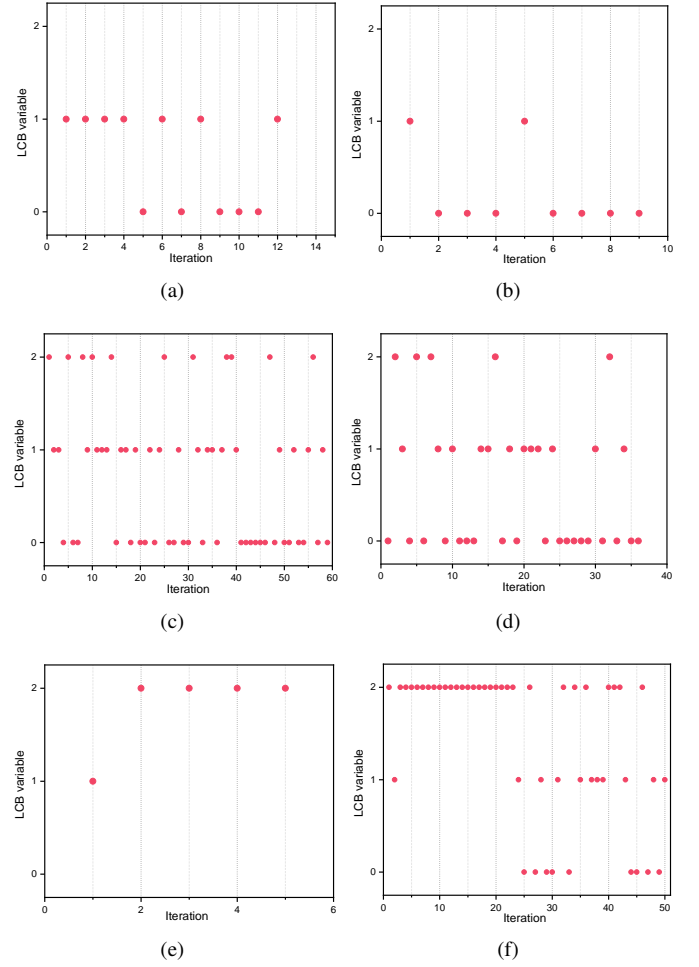 2
1
0
LCB variable
0 2 4 6 8 10 12 14
Iteration
(a)
2
1
0
LCB variable
0 2 4 6 8 10
Iteration
(b)
2
1
0
LCB variable
0 10 20 30 40 50 60
Iteration
(c)
2
1
0
LCB variable
0 10 20 30 40
Iteration
(d)
2
1
0
LCB variable
0 2 4 6
Iteration
(e)
2
1
0
LCB variable
0 10 20 30 40 50
Iteration
(f)